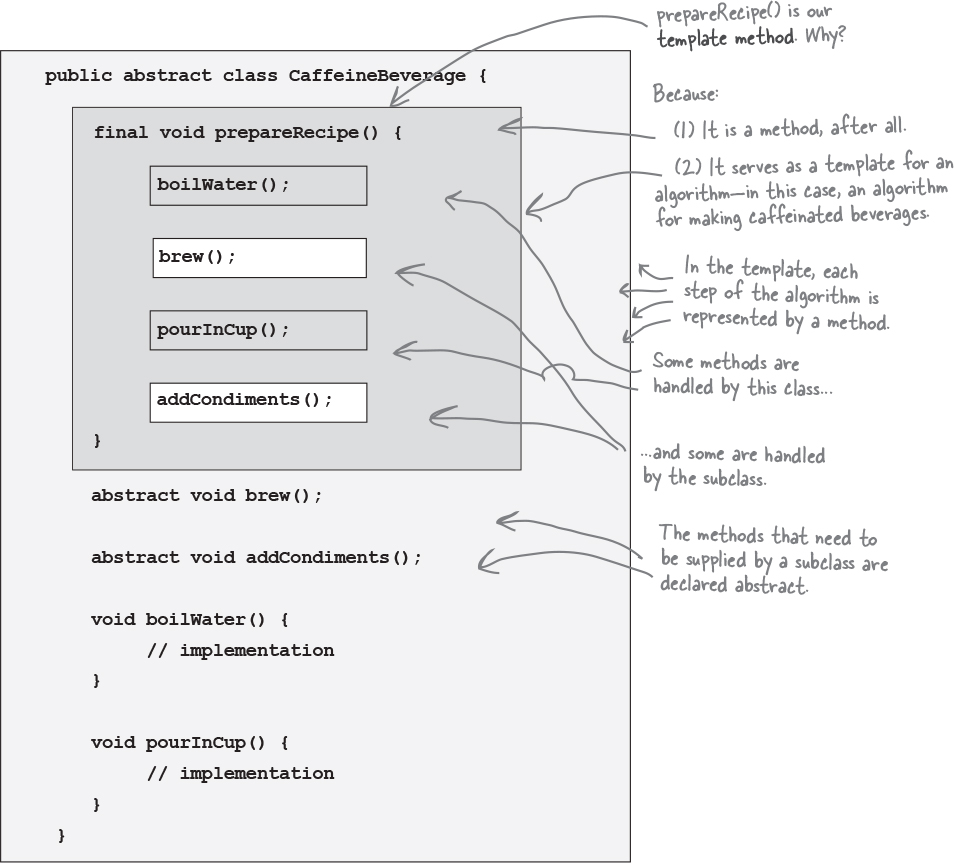 prepareRecipe() is our
template method. Why?
public abstract class CaffeineBeverage {
Because:
final void prepareRecipe() {
(1) It is a method, after all.
(2) It serves as a template for an
algorithm—in this case, an algorithm
for making caffeinated beverages.
boilWater();
brew();
In the template, each
step of the algorithm is
represented by a method.
pourInCup();
Some methods are
handled by this class...
addCondiments();
}
...and some are handled
by the subclass.
abstract void brew();
The methods that need to
be supplied by a subclass are
declared abstract.
abstract void addCondiments();
void boilWater() {
// implementation
}
void pourInCup() {
// implementation
}
}